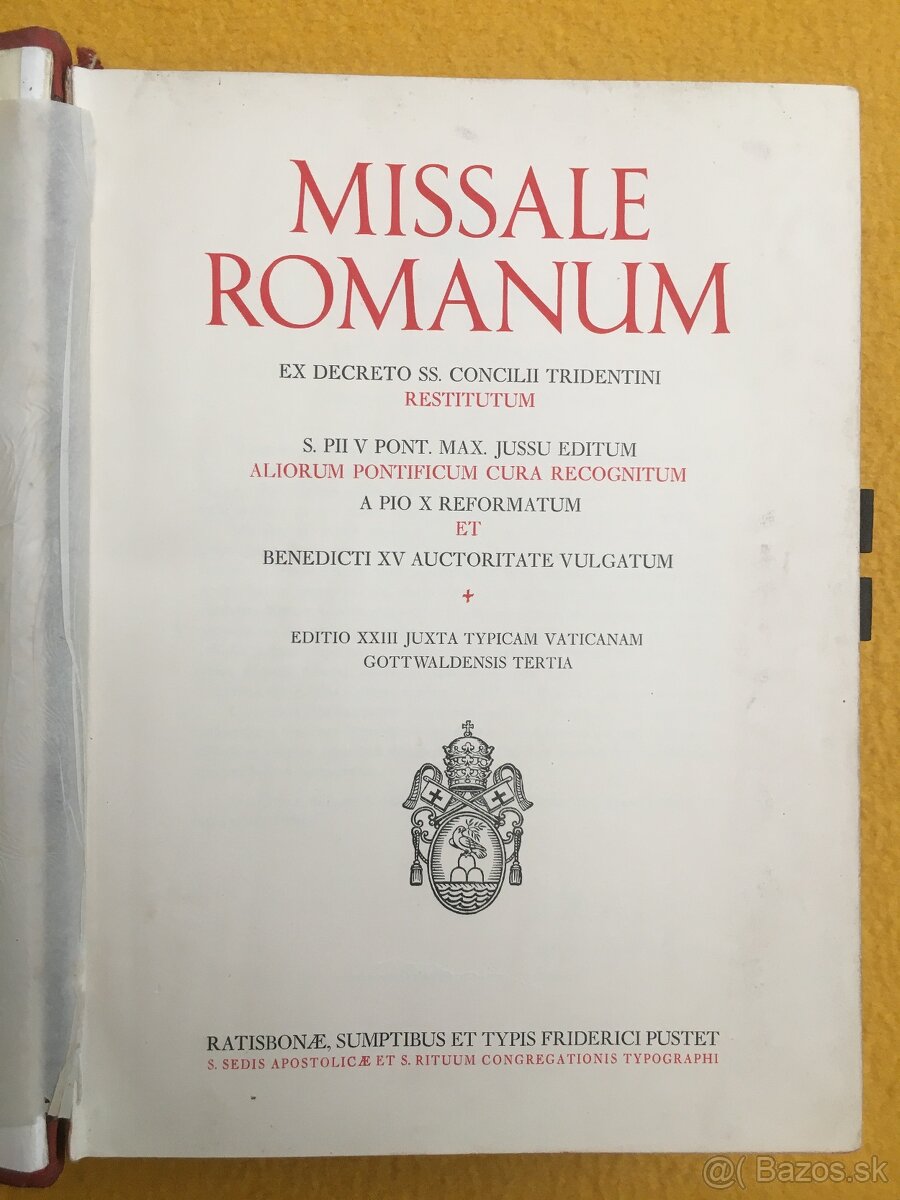 MISSALE
ROMANUM
EX DECRETO SS. CONCILII TRIDENTINI
RESTITUTUM
S. PII V PONT. MAX. JUSSU EDITUM
ALIORUM PONTIFICUM CURA RECOGNITUM
A PIO X REFORMATUM
ET
BENEDICTI XV AUCTORITATE VULGATUM
EDITIO XXIII JUXTA TYPICAM VATICANAM
GOTTWALDENSIS TERTIA
RATISBONÆ, SUMPTIBUS ET TYPIS FRIDERICI PUSTET
S. SEDIS APOSTOLICÆ ET S. RITUUM CONGREGATIONIS TYPOGRAPHI
@( Bazos.sk